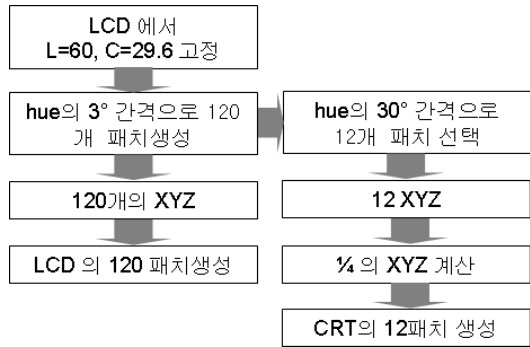 LCD 에서
L=60, C=29.6 고정
hue의 3° 간격으로 120
개 패치생성
120개의 XYZ
LCD 의 120 패치생성
hue의 30° 간격으로
12개 패치 선택
12 XYZ
¼ 의 XYZ 계산
CRT의 12패치 생성